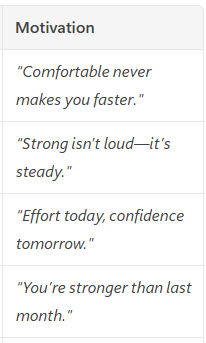 Motivation
"Comfortable never
makes you faster."
"Strong isn't loud—it's
steady."
"Effort today, confidence
tomorrow."
"You're stronger than last
month."